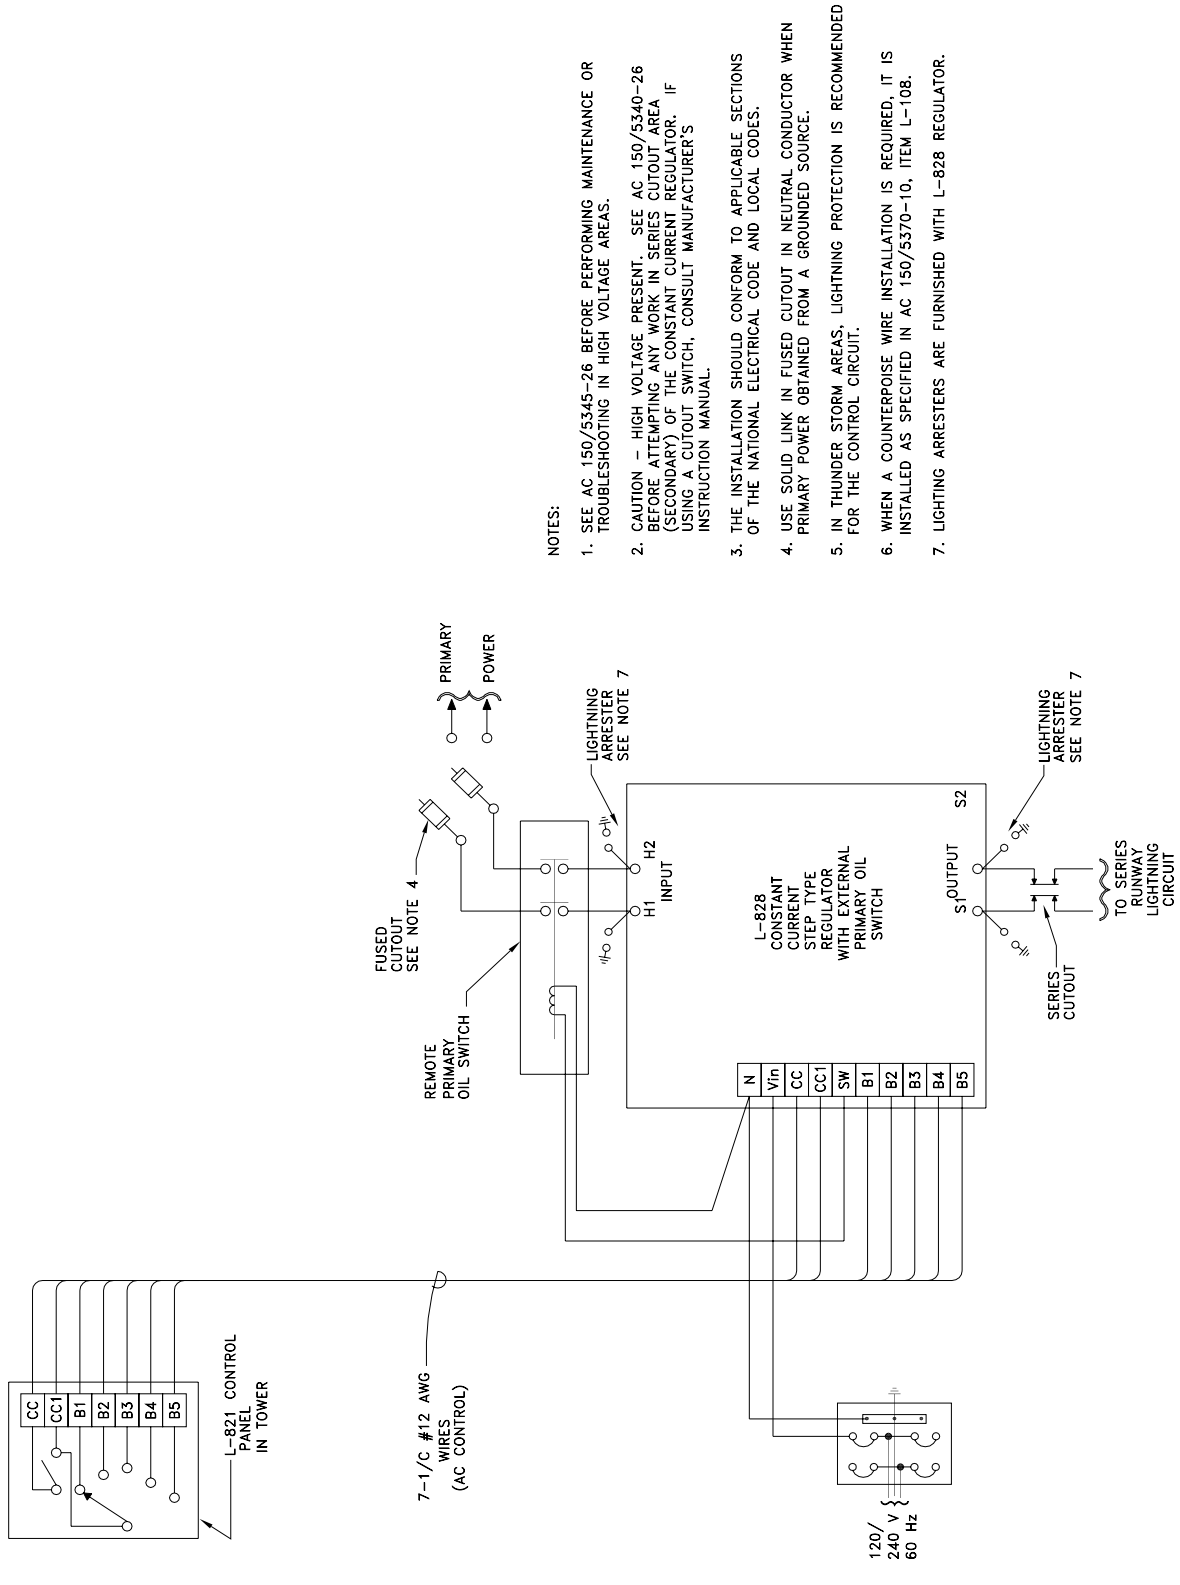 CC
CC1
B1
B2
B3
B4
B5
L-821 CONTROL
PANEL
IN TOWER
7-1/C #12 AWG
WIRES
(AC CONTROL)
120/
240 V
60 Hz
REMOTE
PRIMARY
OIL SWITCH
FUSED
CUTOUT
SEE NOTE 4
PRIMARY
POWER
LIGHTNING
ARRESTER
SEE NOTE 7
H1
H2
INPUT
N
Vin
CC
CC1
SW
B1
B2
B3
B4
B5
L-828
CONSTANT
CURRENT
STEP TYPE
REGULATOR
WITH EXTERNAL
PRIMARY OIL
SWITCH
S1
OUTPUT
S2
SERIES
CUTOUT
LIGHTNING
ARRESTER
SEE NOTE 7
TO SERIES
RUNWAY
LIGHTNING
CIRCUIT
NOTES:
1. SEE AC 150/5345-26 BEFORE PERFORMING MAINTENANCE OR
TROUBLESHOOTING IN HIGH VOLTAGE AREAS.
2. CAUTION - HIGH VOLTAGE PRESENT. SEE AC 150/5340-26
BEFORE ATTEMPTING ANY WORK IN SERIES CUTOUT AREA
(SECONDARY) OF THE CONSTANT CURRENT REGULATOR. IF
USING A CUTOUT SWITCH, CONSULT MANUFACTURER'S
INSTRUCTION MANUAL.
3. THE INSTALLATION SHOULD CONFORM TO APPLICABLE SECTIONS
OF THE NATIONAL ELECTRICAL CODE AND LOCAL CODES.
4. USE SOLID LINK IN FUSED CUTOUT IN NEUTRAL CONDUCTOR WHEN
PRIMARY POWER OBTAINED FROM A GROUNDED SOURCE.
5. IN THUNDER STORM AREAS, LIGHTNING PROTECTION IS RECOMMENDED
FOR THE CONTROL CIRCUIT.
6. WHEN A COUNTERPOISE WIRE INSTALLATION IS REQUIRED, IT IS
INSTALLED AS SPECIFIED IN AC 150/5370-10, ITEM L-108.
7. LIGHTING ARRESTERS ARE FURNISHED WITH L-828 REGULATOR.